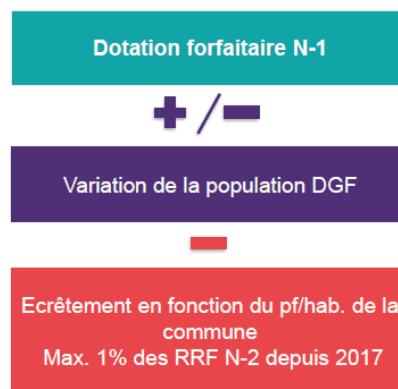 Dotation forfaitaire N-1
+ / -
Variation de la population DGF
-
Ecrêtement en fonction du pf/hab. de la
commune
Max. 1% des RRF N-2 depuis 2017